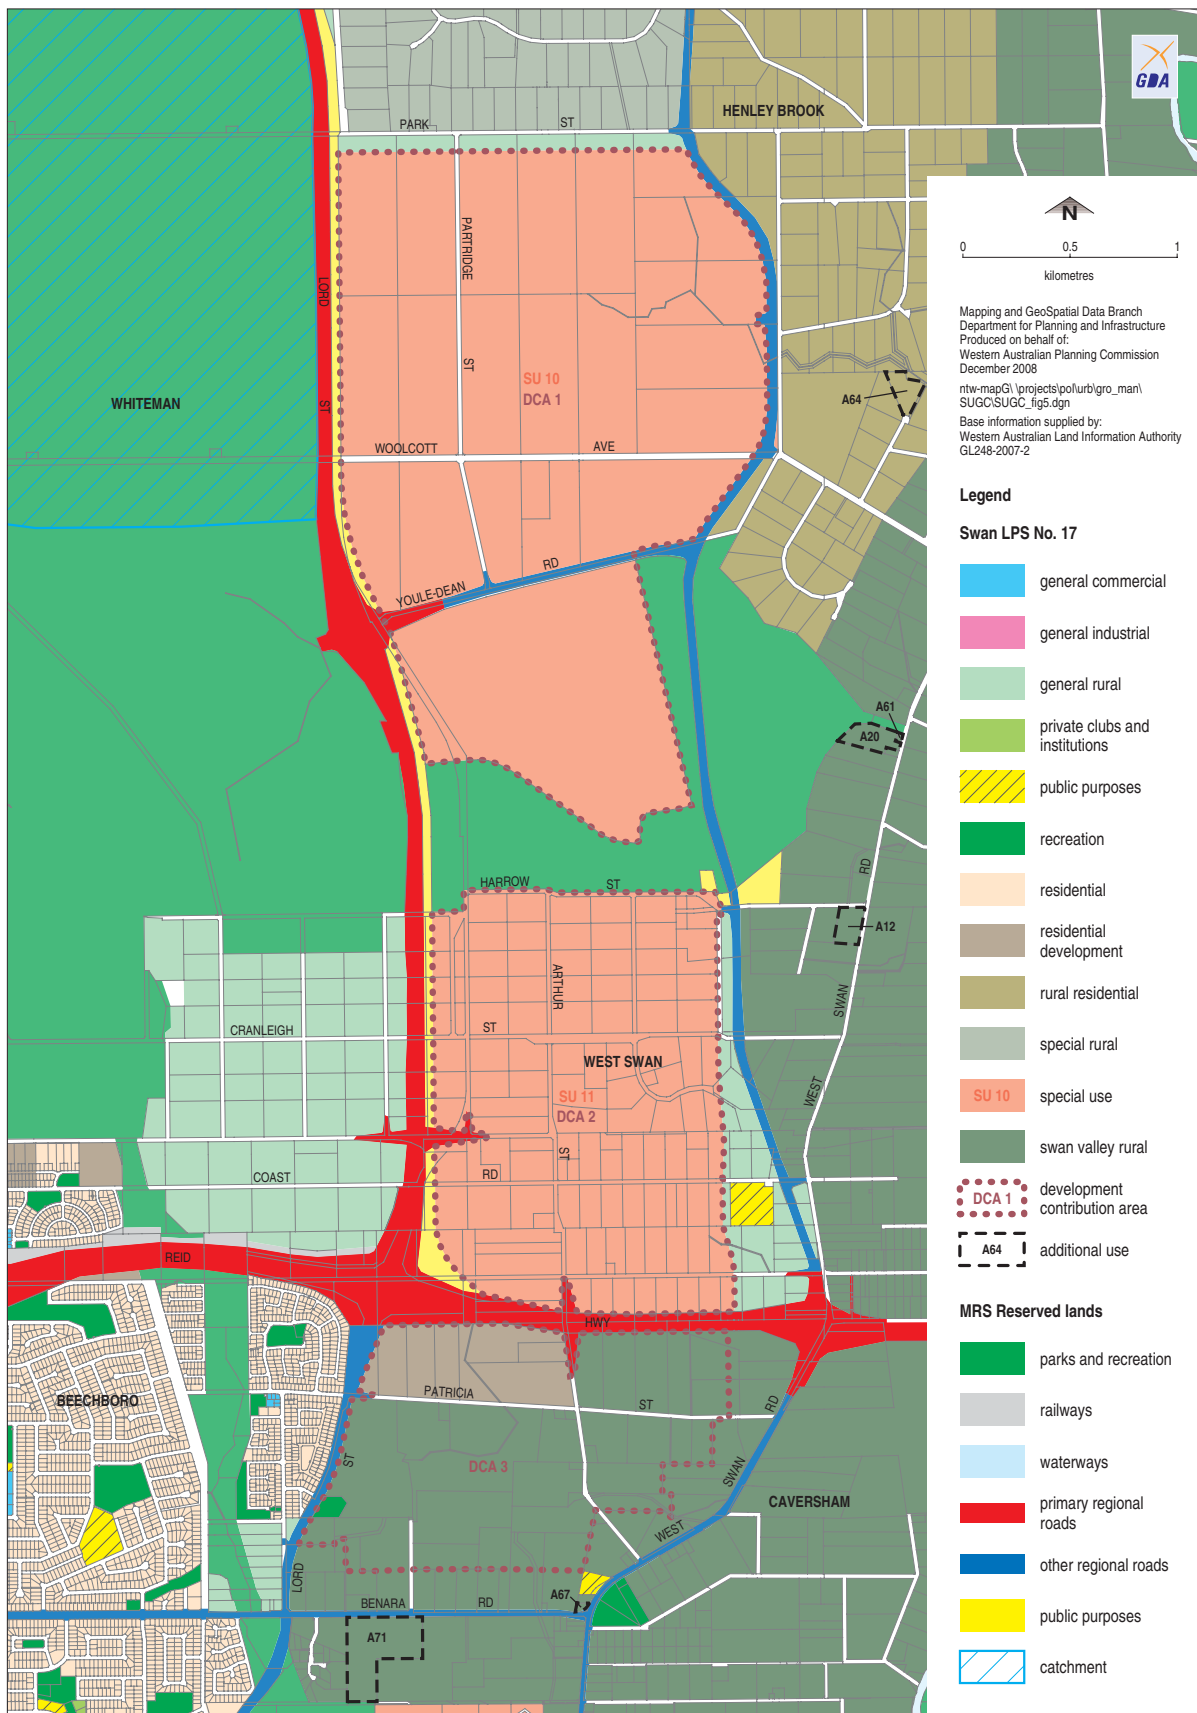 GDA
HENLEY BROOK
PARK ST
PARTRIDGE ST
LORD ST
SU 10
DCA 1
WHITEMAN
A64
WOOLCOTT AVE
YOULE-DEAN RD
A61
A20
HARROW ST
A12
WEST SWAN RD
ARTHUR ST
CRANLEIGH ST
WEST SWAN
SU 11
DCA 2
COAST RD
REID HWY
PATRICIA ST
BEECHBORO
LORD ST
DCA 3
WEST SWAN RD
CAVERSHAM
A67
BENARA RD
A71
N
0 0.5 1
kilometres
Mapping and GeoSpatial Data Branch
Department for Planning and Infrastructure
Produced on behalf of:
Western Australian Planning Commission
December 2008
ntw-mapG\ \projects\pol\urb\gro_man\
SUGC\SUGC_fig5.dgn
Base information supplied by:
Western Australian Land Information Authority
GL248-2007-2
Legend
Swan LPS No. 17
general commercial
general industrial
general rural
private clubs and
institutions
public purposes
recreation
residential
residential
development
rural residential
special rural
SU 10 special use
swan valley rural
DCA 1 development
contribution area
A64 additional use
MRS Reserved lands
parks and recreation
railways
waterways
primary regional
roads
other regional roads
public purposes
catchment